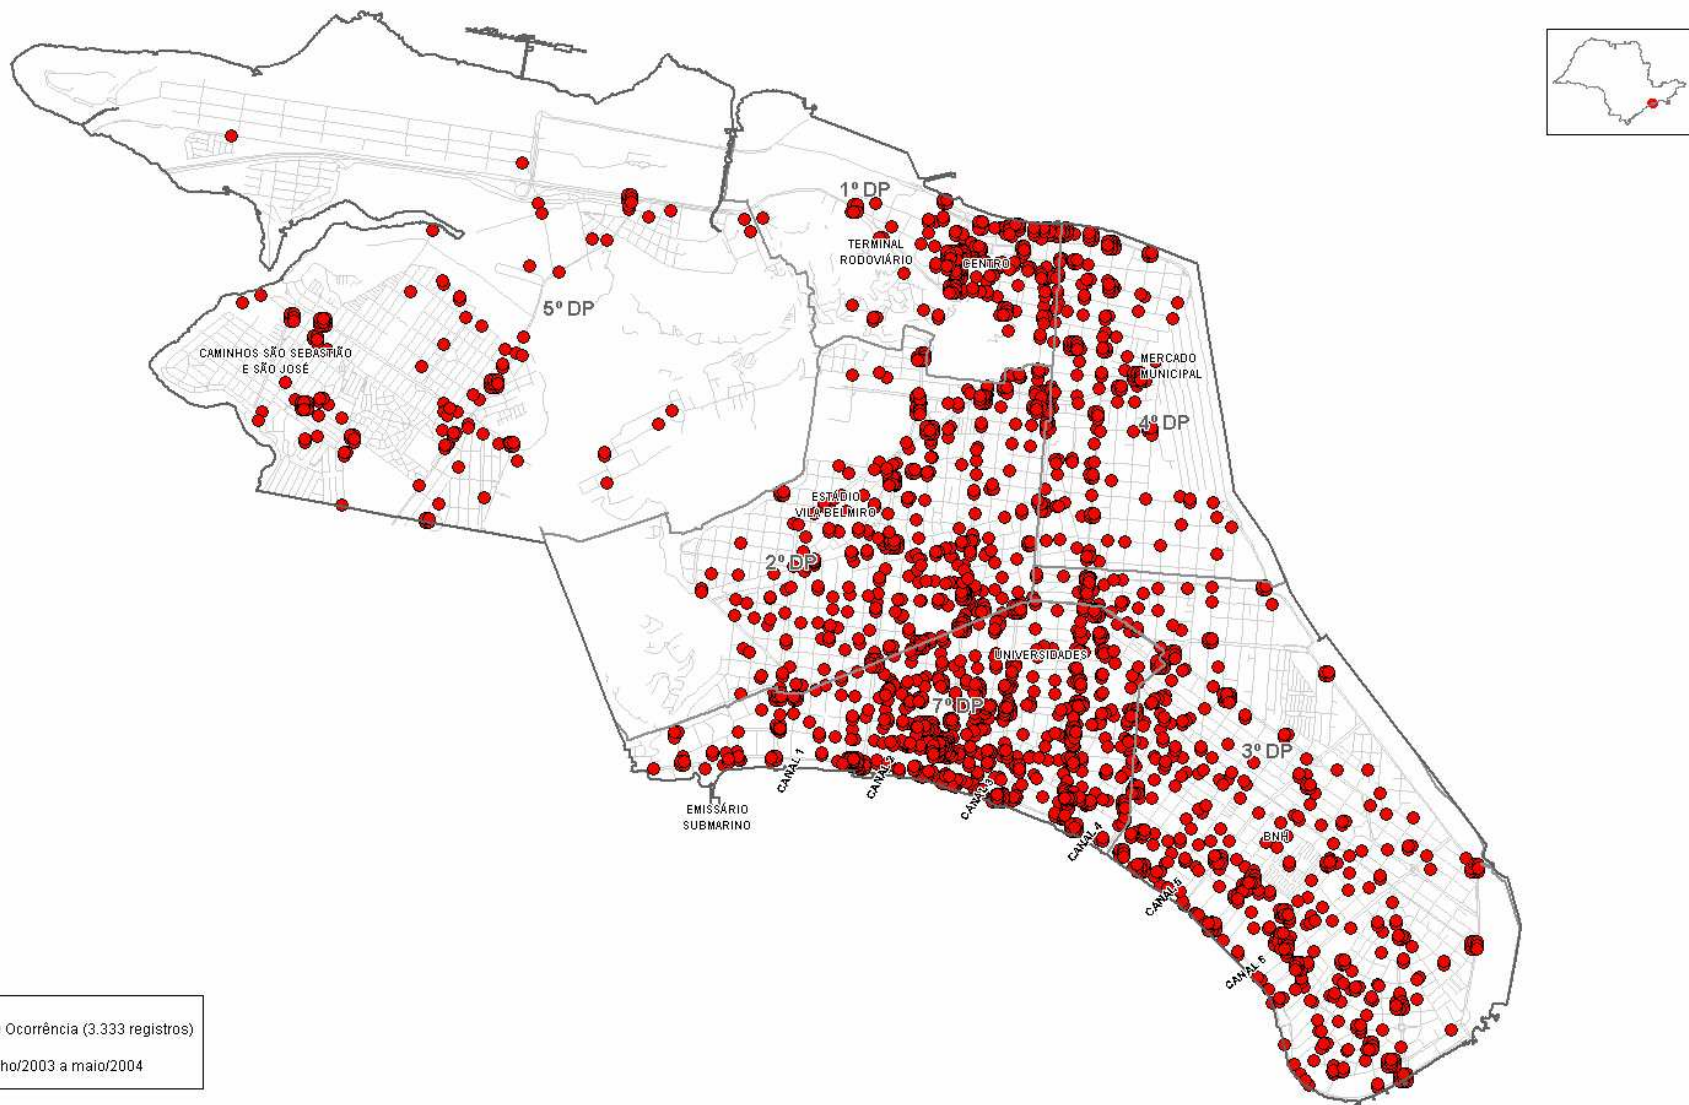 1º DP
TERMINAL
RODOVIÁRIO
CENTRO
5º DP
CAMINHOS SÃO SEBASTIÃO
E SÃO JOSÉ
MERCADO
MUNICIPAL
4º DP
ESTÁDIO
VILA BELMIRO
2º DP
UNIVERSIDADES
7º DP
3º DP
CANAL 1
CANAL 2
CANAL 3
EMISSÁRIO
SUBMARINO
CANAL 4
BNH
CANAL 5
CANAL 6
Ocorrência (3.333 registros)
ho/2003 a maio/2004